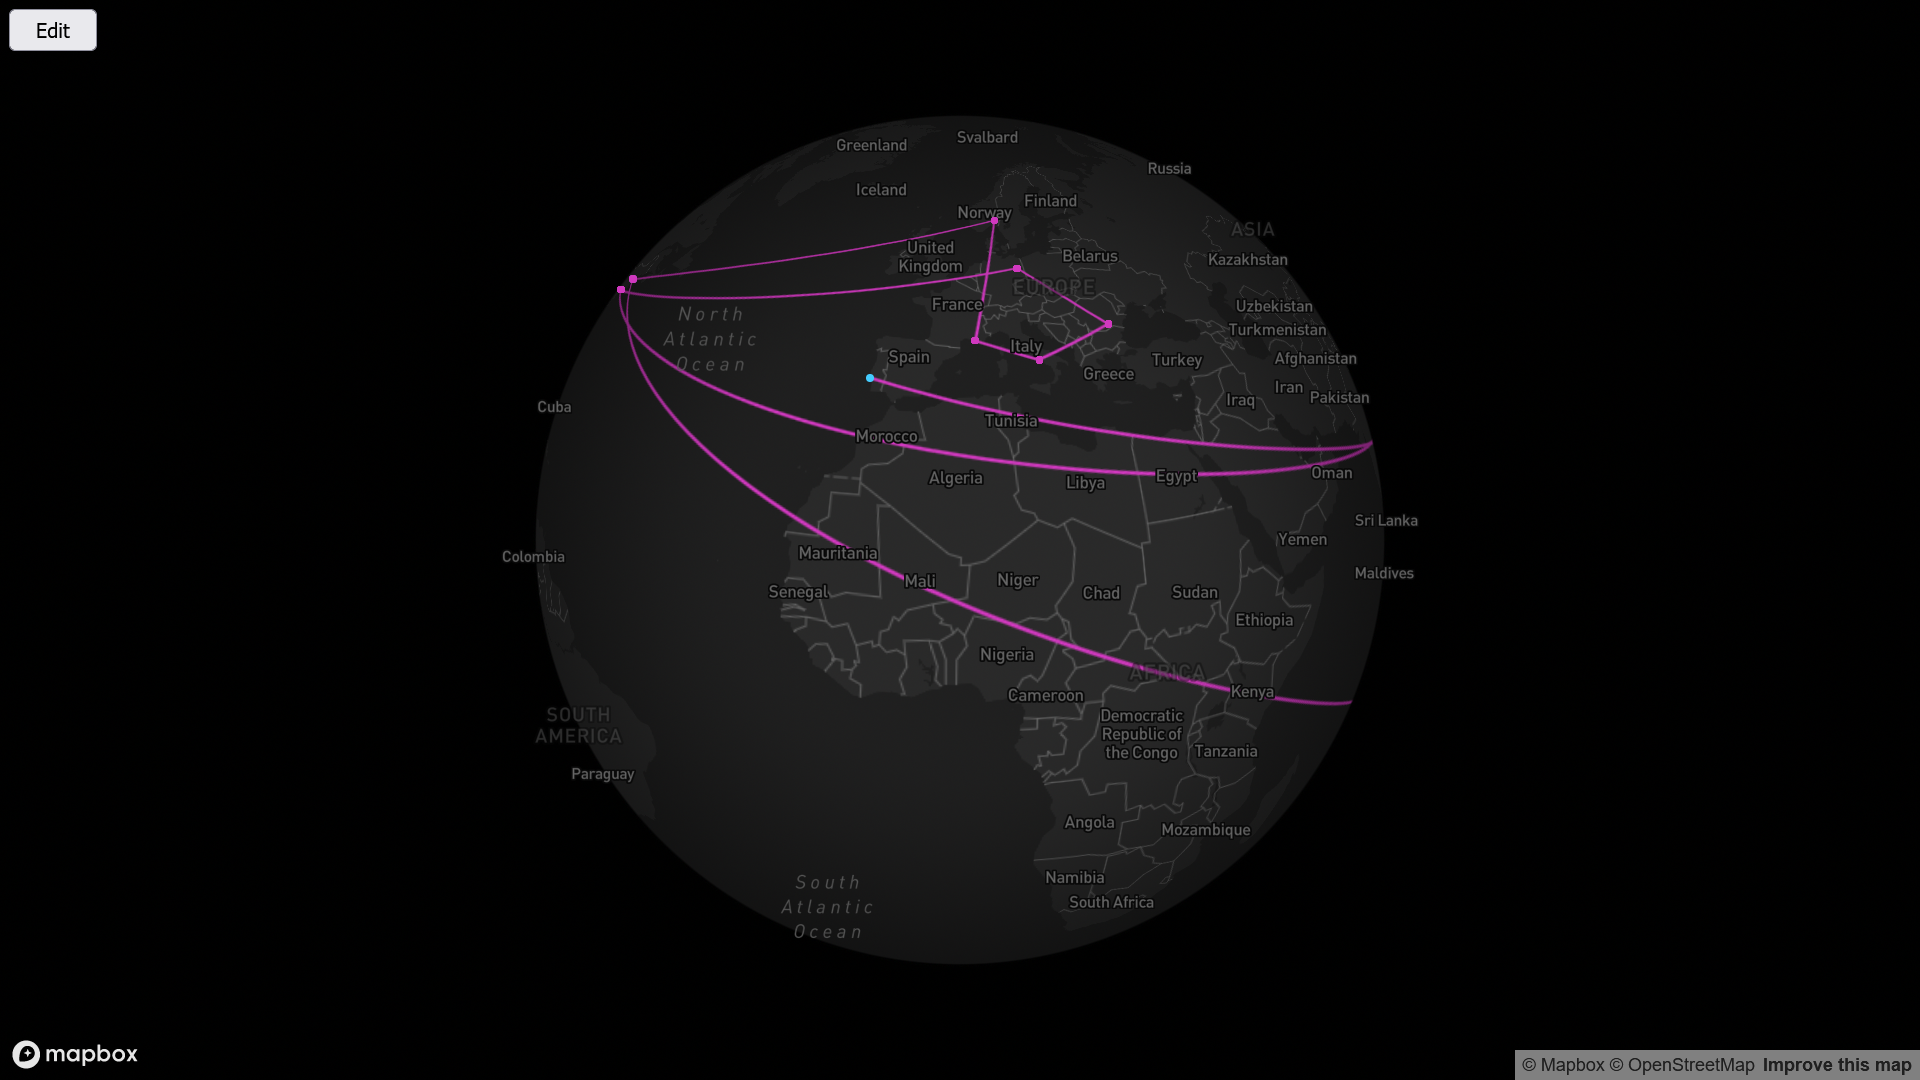 Edit
Svalbard
Greenland
Russia
Iceland
Finland
Norway
ASIA
United
Kingdom
Belarus
Kazakhstan
EUROPE
France
Uzbekistan
North
Atlantic
Ocean
Turkmenistan
Italy
Spain
Turkey
Afghanistan
Greece
Iran
Pakistan
Iraq
Cuba
Tunisia
Morocco
Algeria
Libya
Egypt
Oman
Sri Lanka
Yemen
Colombia
Mauritania
Maldives
Mali
Niger
Chad
Sudan
Senegal
Ethiopia
Nigeria
AFRICA
Cameroon
Kenya
SOUTH
AMERICA
Democratic
Republic of
the Congo
Tanzania
Paraguay
Angola
Mozambique
Namibia
South
Atlantic
Ocean
South Africa
mapbox
© Mapbox © OpenStreetMap Improve this map